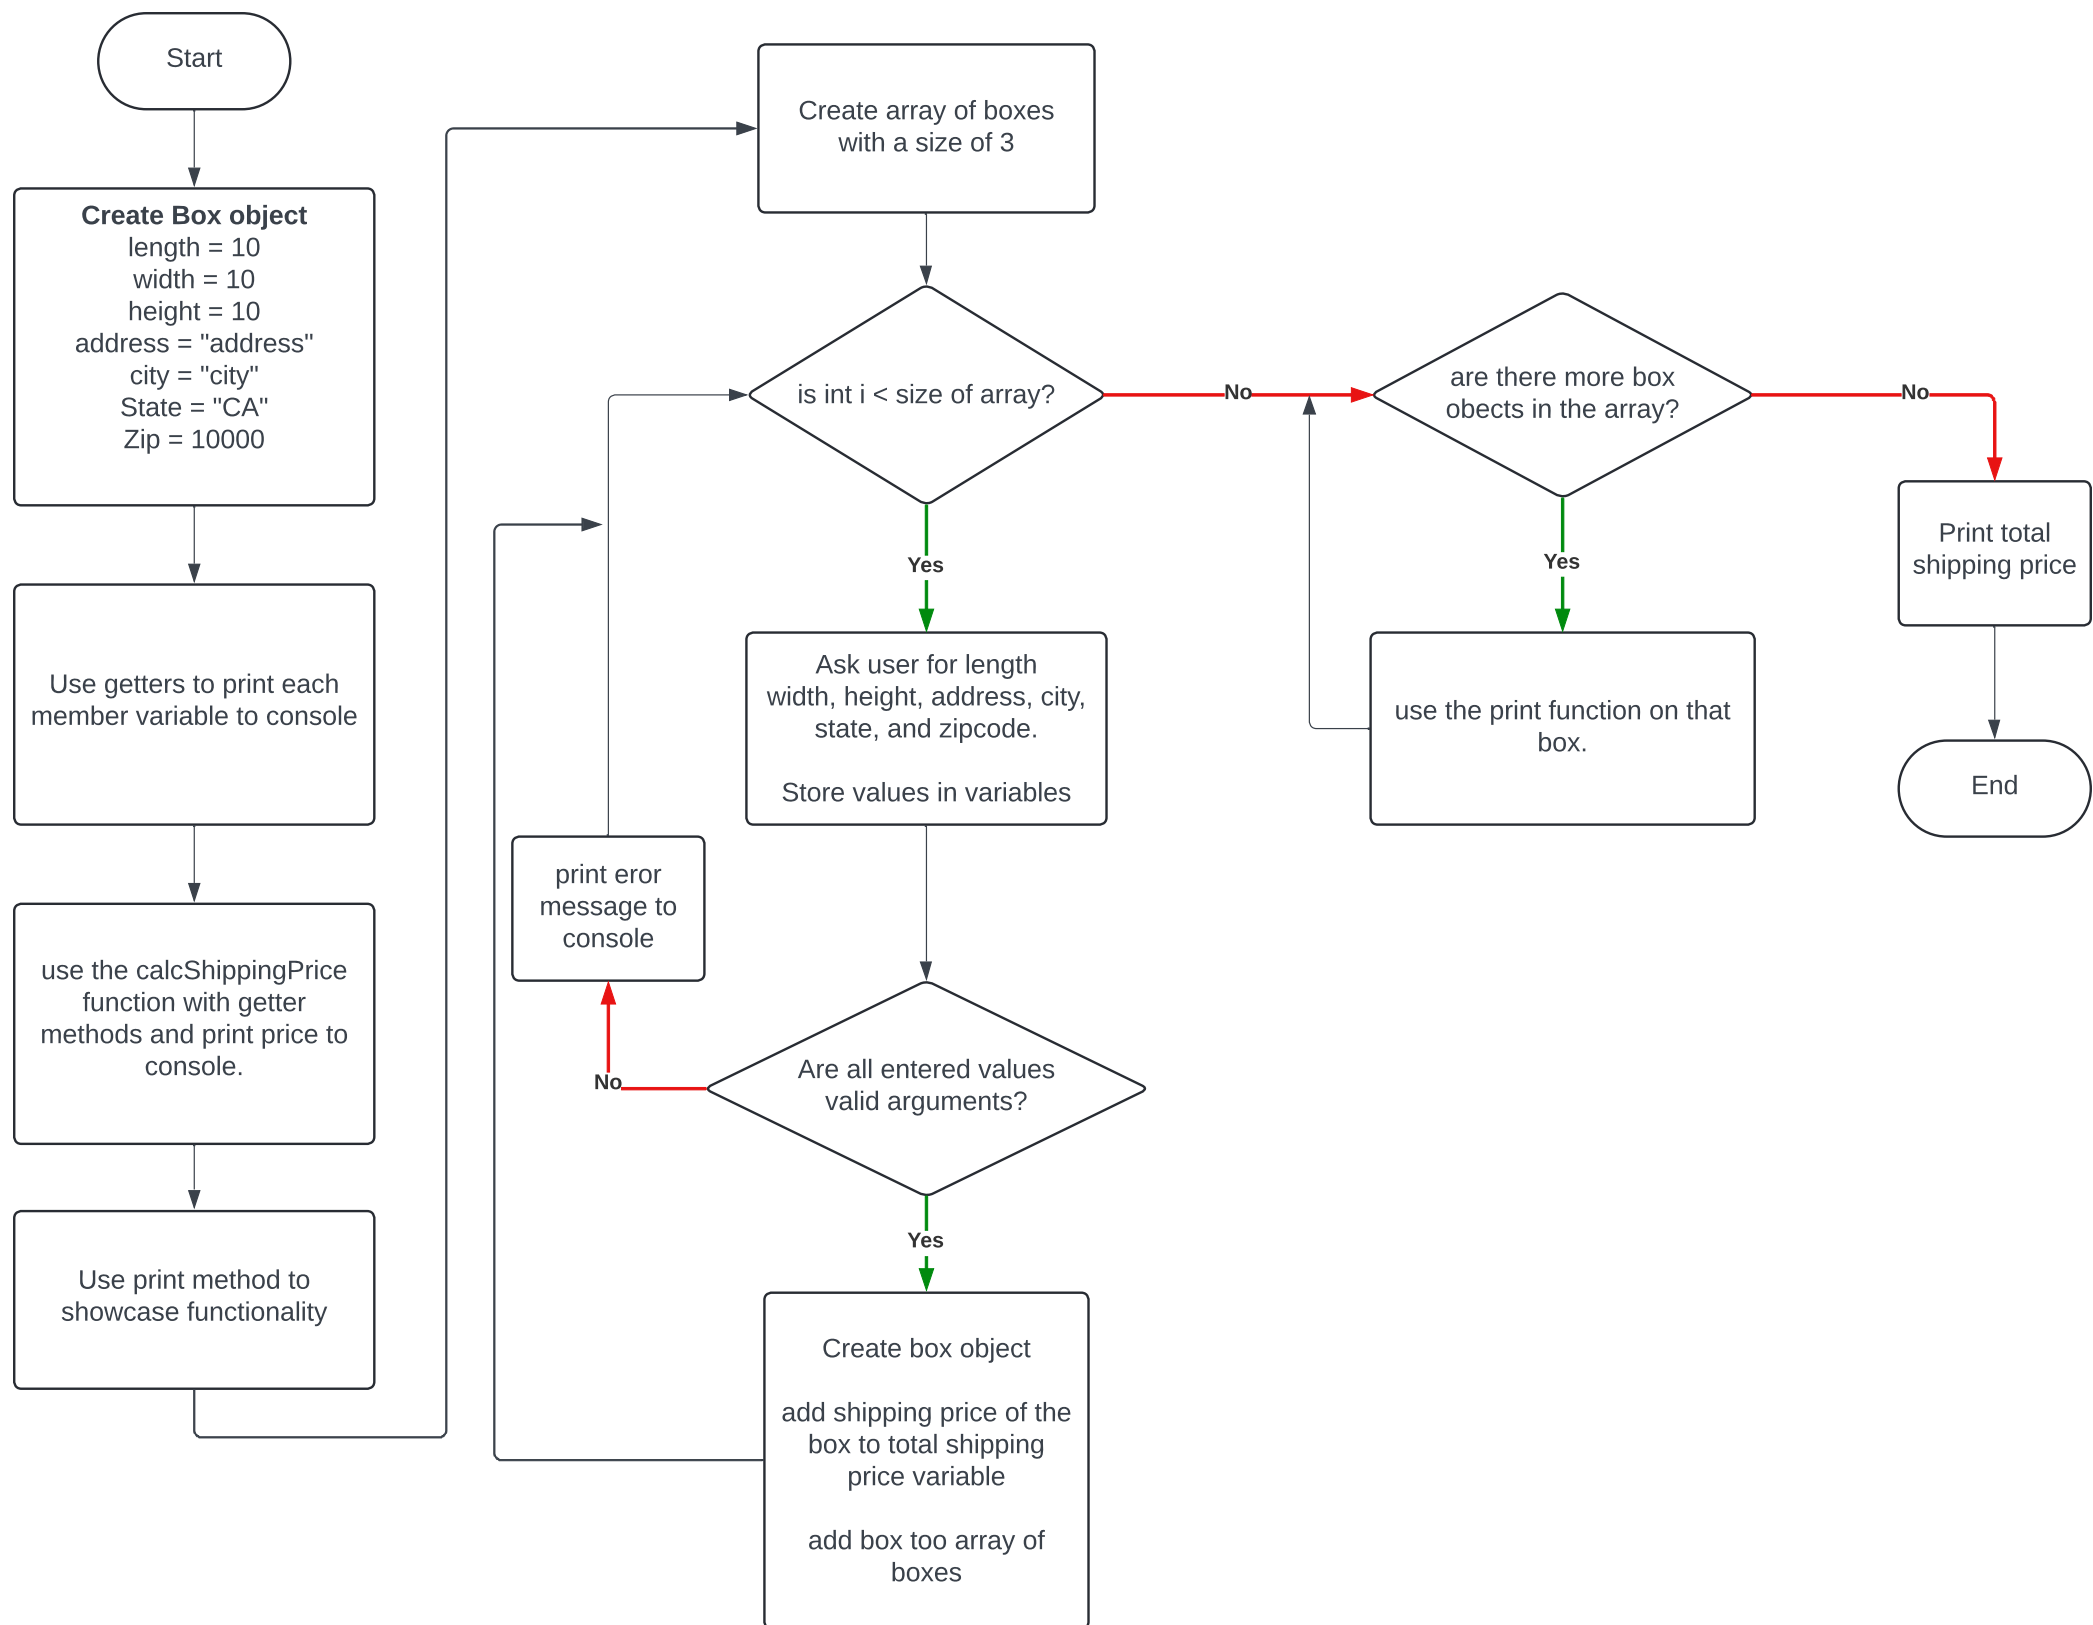 Start
Create Box object
length = 10
width = 10
height = 10
address = "address"
city = "city"
State = "CA"
Zip = 10000
Use getters to print each
member variable to console
use the calcShippingPrice
function with getter
methods and print price to
console.
Use print method to
showcase functionality
Create array of boxes
with a size of 3
is int i < size of array?
No
Yes
Ask user for length
width, height, address, city,
state, and zipcode.
Store values in variables
print eror
message to
console
No
Are all entered values
valid arguments?
Yes
Create box object
add shipping price of the
box to total shipping
price variable
add box too array of
boxes
are there more box
obects in the array?
No
Yes
use the print function on that
box.
Print total
shipping price
End